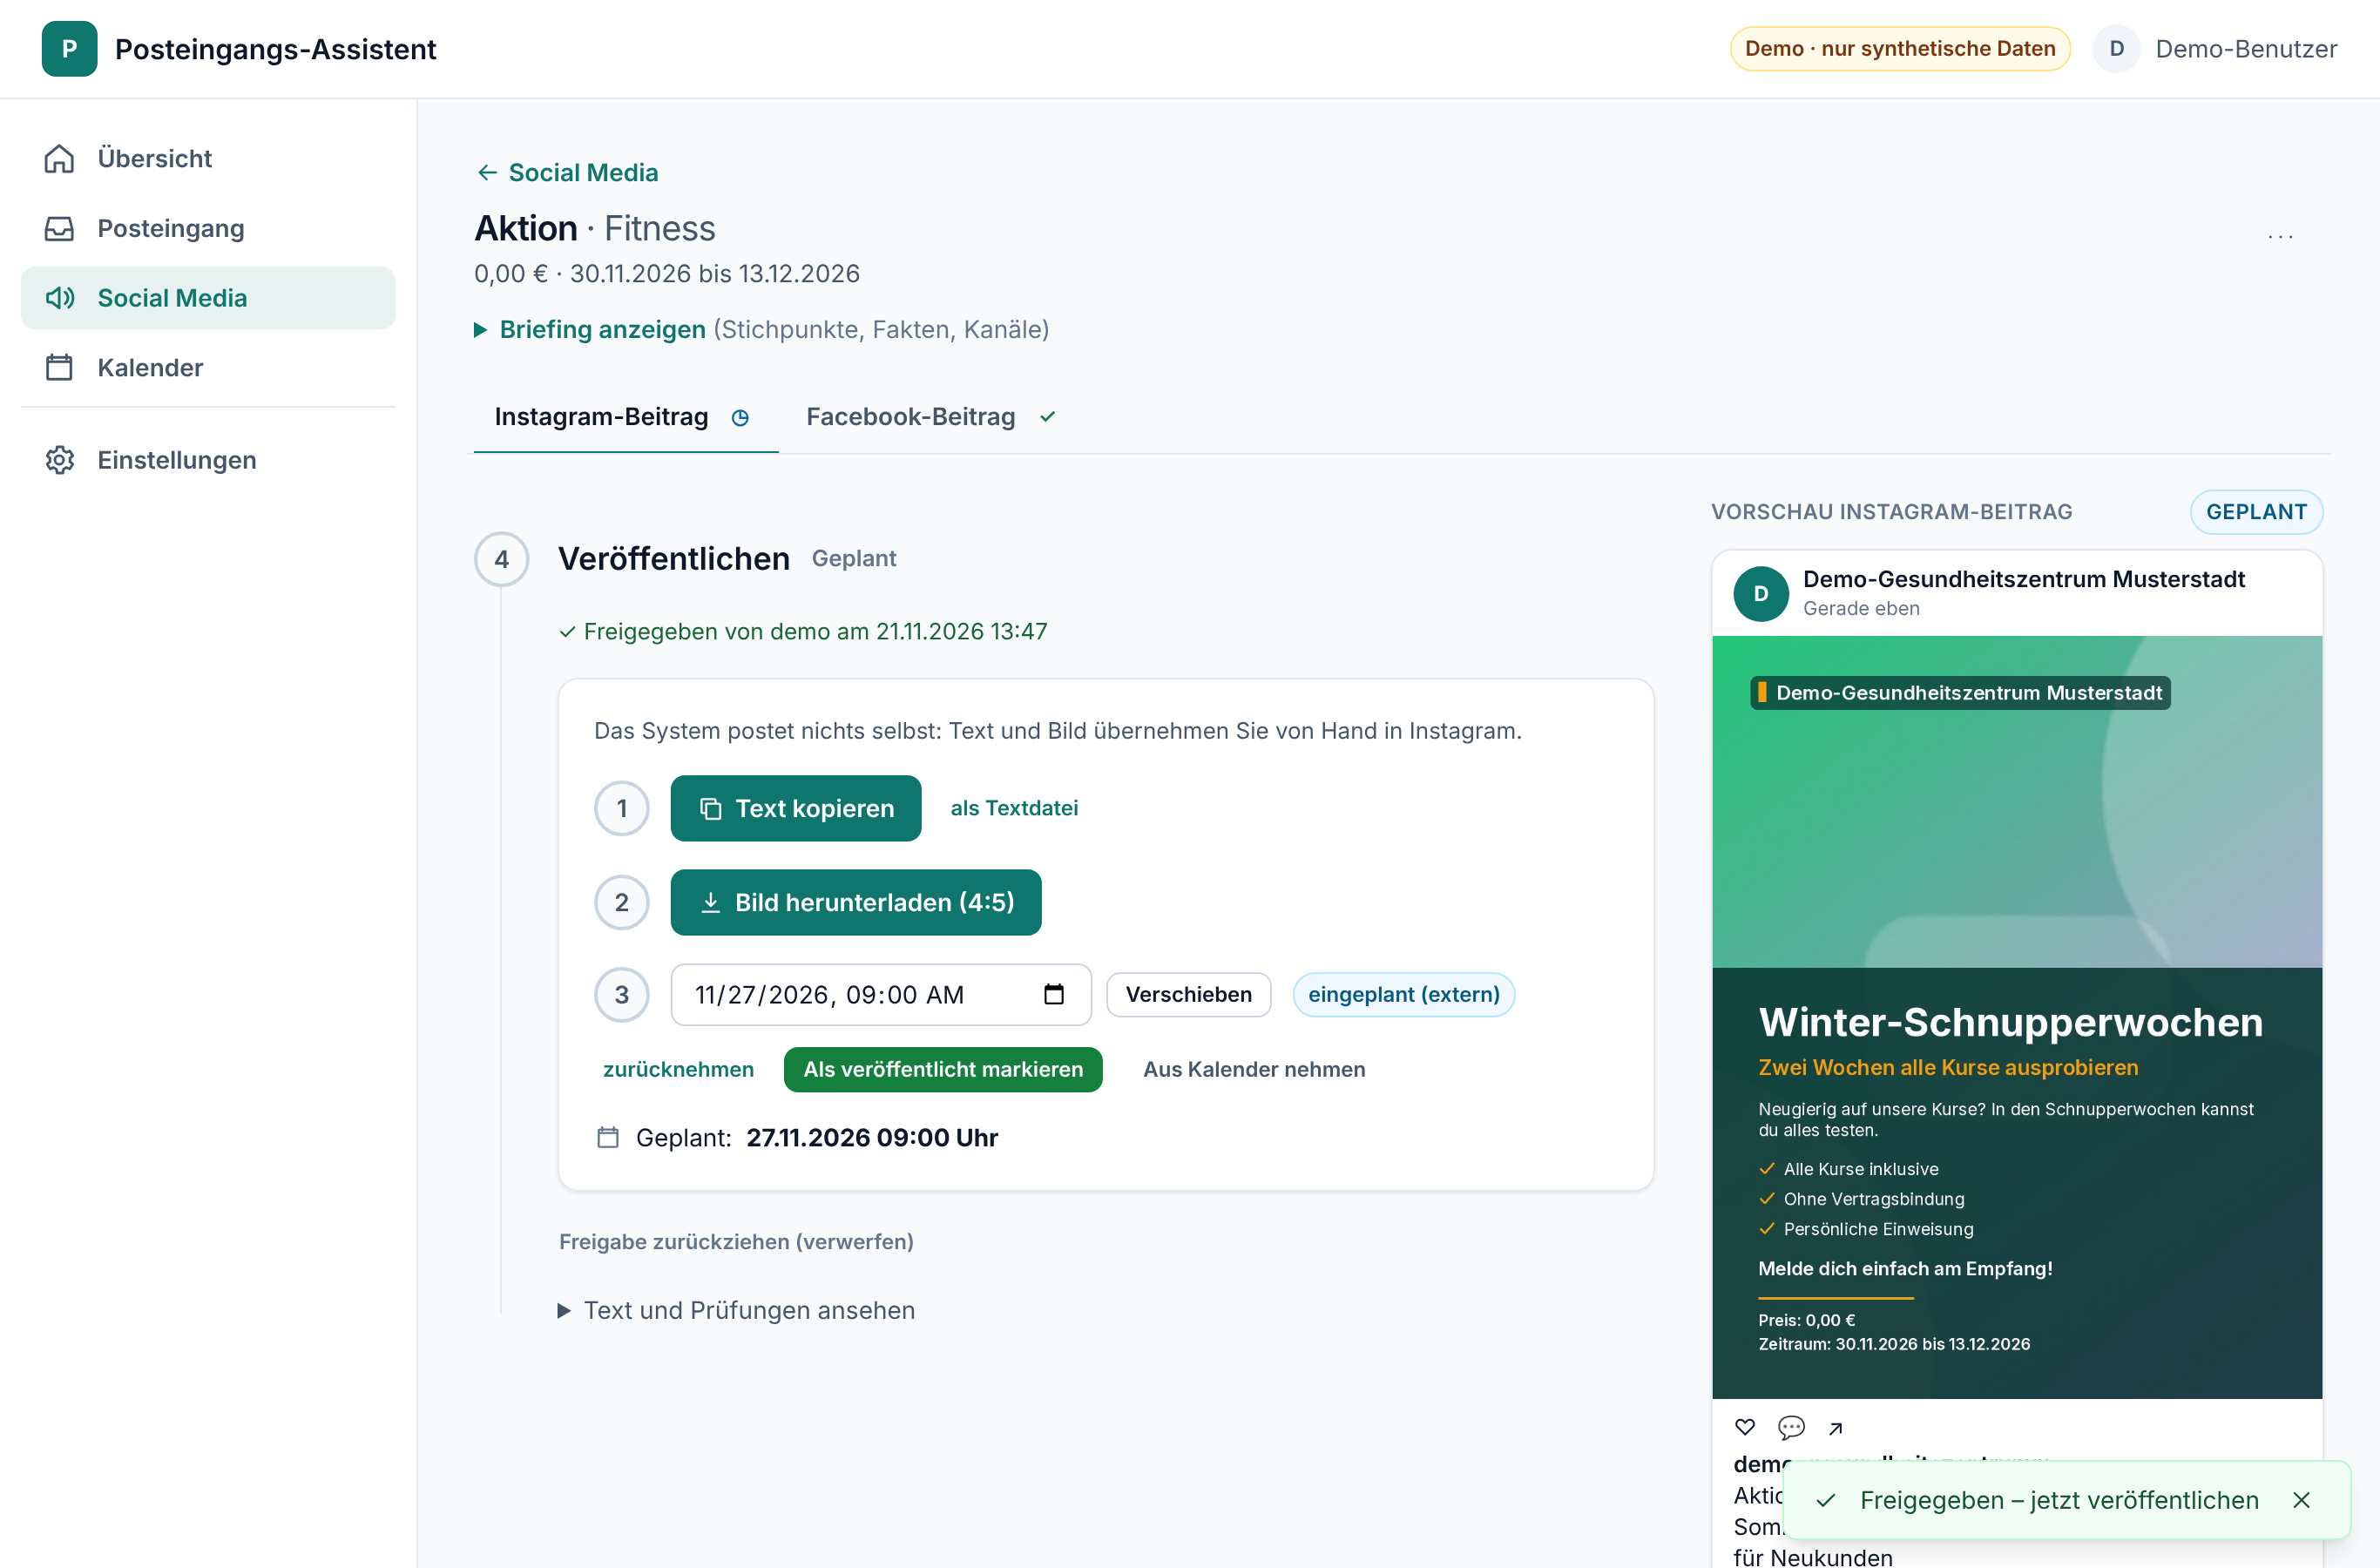 P Posteingangs-Assistent
Demo · nur synthetische Daten
D Demo-Benutzer
Übersicht
Posteingang
Social Media
Kalender
Einstellungen
← Social Media
Aktion · Fitness
...
0,00 € · 30.11.2026 bis 13.12.2026
▶ Briefing anzeigen (Stichpunkte, Fakten, Kanäle)
Instagram-Beitrag
Facebook-Beitrag ✓
4 Veröffentlichen Geplant
✓ Freigegeben von demo am 21.11.2026 13:47
Das System postet nichts selbst: Text und Bild übernehmen Sie von Hand in Instagram.
1 Text kopieren als Textdatei
2 Bild herunterladen (4:5)
3 11/27/2026, 09:00 AM Verschieben eingeplant (extern)
zurücknehmen Als veröffentlicht markieren Aus Kalender nehmen
Geplant: 27.11.2026 09:00 Uhr
Freigabe zurückziehen (verwerfen)
▶ Text und Prüfungen ansehen
VORSCHAU INSTAGRAM-BEITRAG GEPLANT
D Demo-Gesundheitszentrum Musterstadt
Gerade eben
Demo-Gesundheitszentrum Musterstadt
Winter-Schnupperwochen
Zwei Wochen alle Kurse ausprobieren
Neugierig auf unsere Kurse? In den Schnupperwochen kannst
du alles testen.
✓ Alle Kurse inklusive
✓ Ohne Vertragsbindung
✓ Persönliche Einweisung
Melde dich einfach am Empfang!
Preis: 0,00 €
Zeitraum: 30.11.2026 bis 13.12.2026
für Neukunden
✓ Freigegeben – jetzt veröffentlichen ×